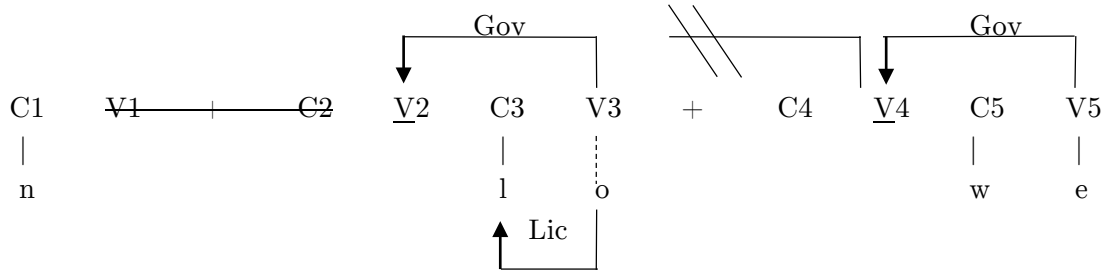 Gov Gov
C1 V1 + C2 V2 C3 V3 + C4 V4 C5 V5
n l o w e
Lic